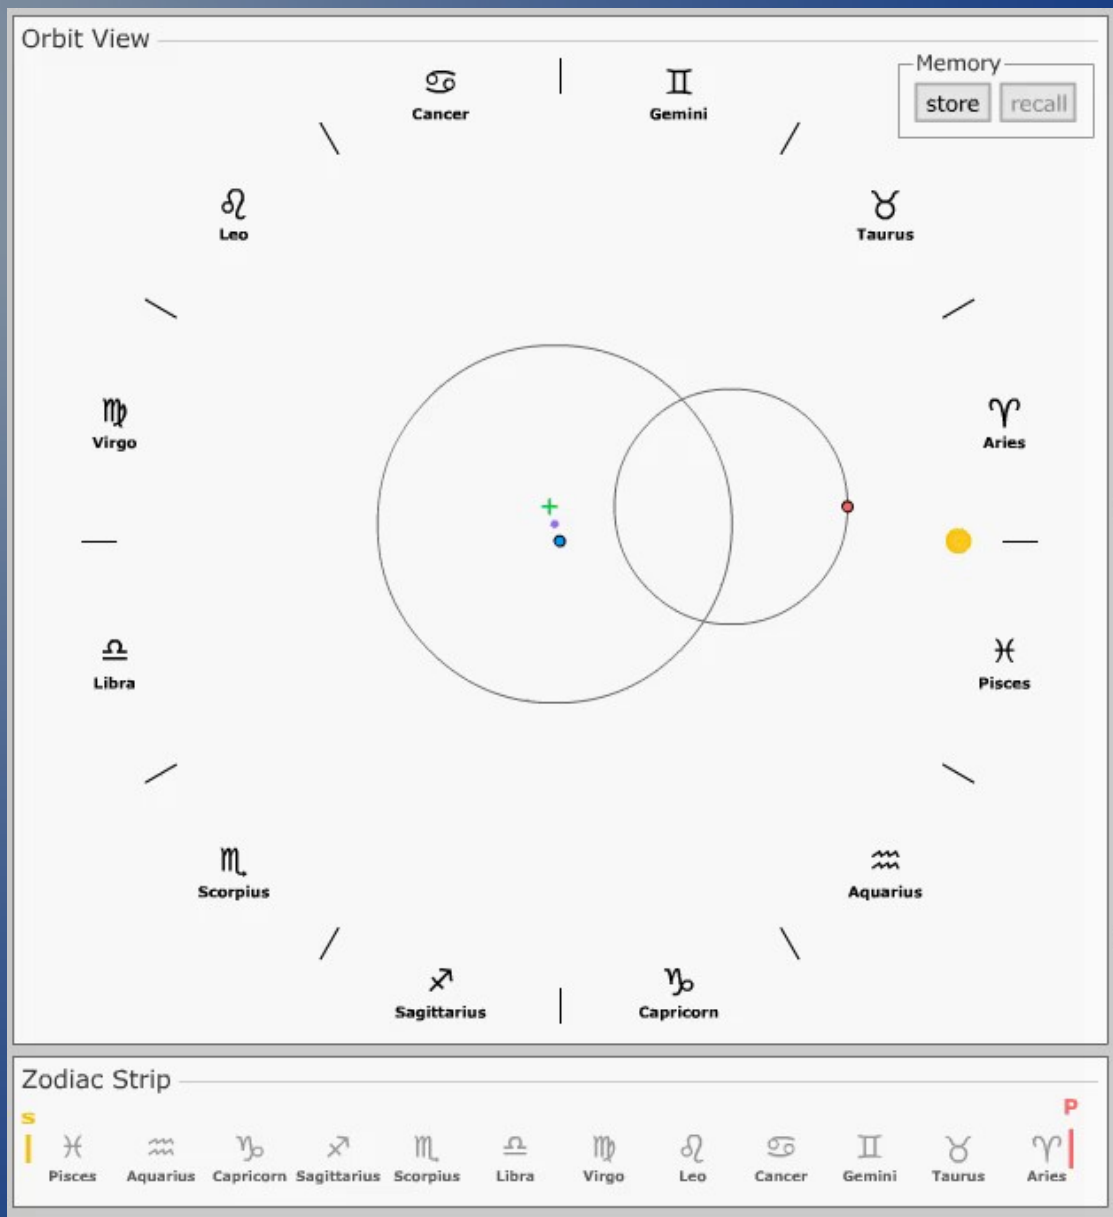 Orbit View
Memory
store recall
♋ ♊
Cancer Gemini
♌ ♉
Leo Taurus
♍ ♈
Virgo Aries
♎ ♓
Libra Pisces
♏ ♒
Scorpius Aquarius
♐ ♑
Sagittarius Capricorn
Zodiac Strip
S P
♓ ♒ ♑ ♐ ♏ ♎ ♍ ♌ ♋ ♊ ♉ ♈
Pisces Aquarius Capricorn Sagittarius Scorpius Libra Virgo Leo Cancer Gemini Taurus Aries